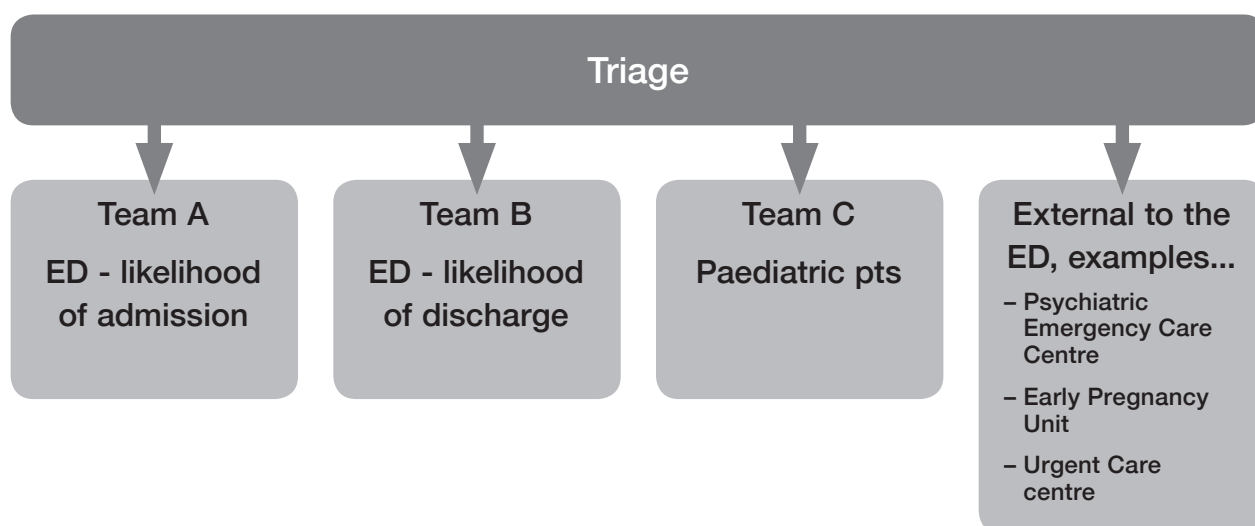 Triage
Team A
ED - likelihood
of admission
Team B
ED - likelihood
of discharge
Team C
Paediatric pts
External to the
ED, examples...
– Psychiatric
Emergency Care
Centre
– Early Pregnancy
Unit
– Urgent Care
centre